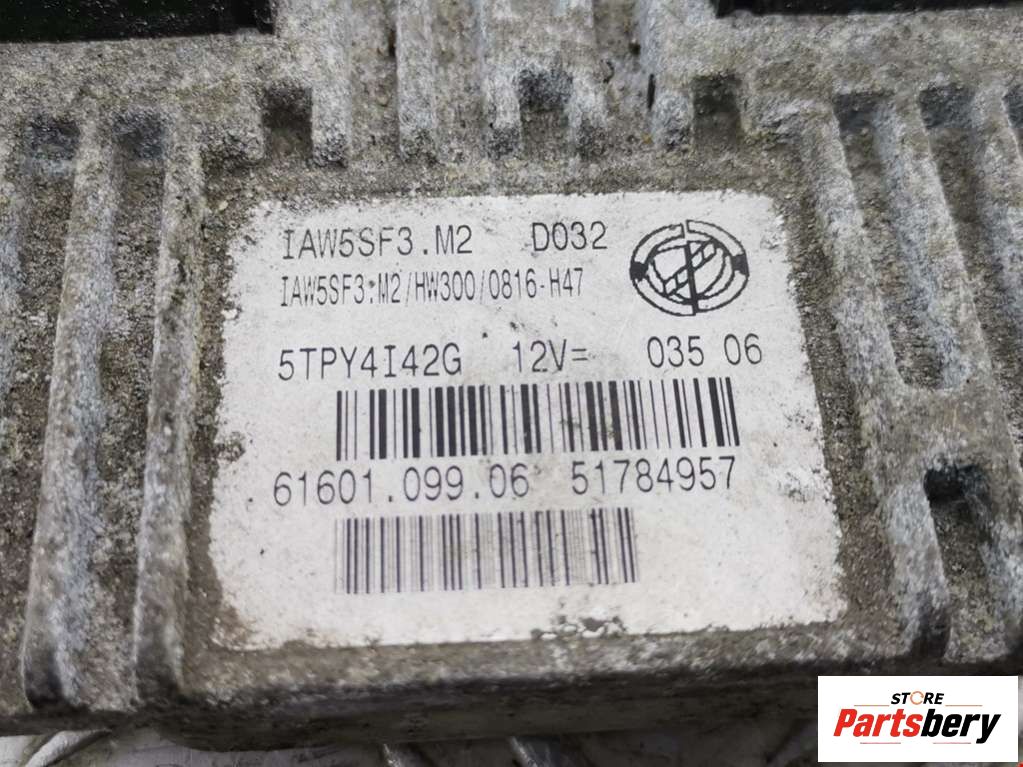 IAW5SF3.M2 D032
IAW5SF3:M2/HW300/0816-H47
5TPY4I42G 12V= 035 06
61601.099.06 51784957
STORE
Partsbery